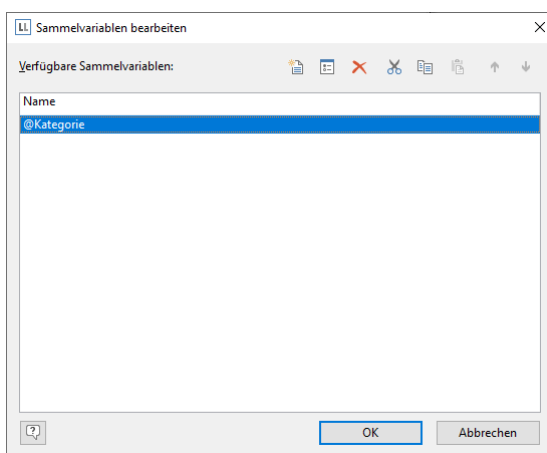 LL Sammelvariablen bearbeiten
Verfügbare Sammelvariablen:
Name
@Kategorie
OK
Abbrechen